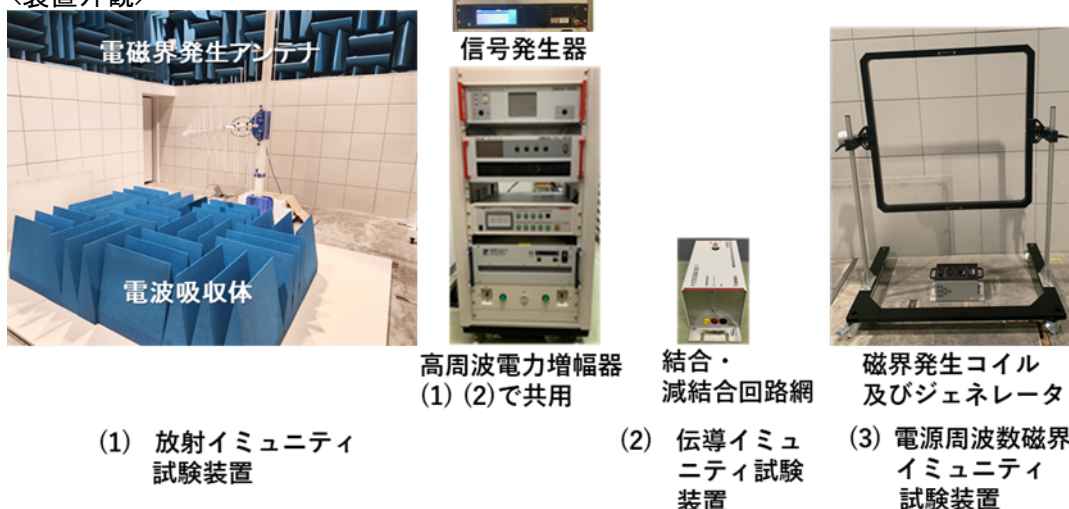 <装置外観>
電磁界発生アンテナ
電波吸収体
信号発生器
高周波電力増幅器
(1) (2)で共用
結合・
減結合回路網
磁界発生コイル
及びジェネレータ
(1) 放射イミュニティ
試験装置
(2) 伝導イミュ
ニティ試験
装置
(3) 電源周波数磁界
イミュニティ
試験装置